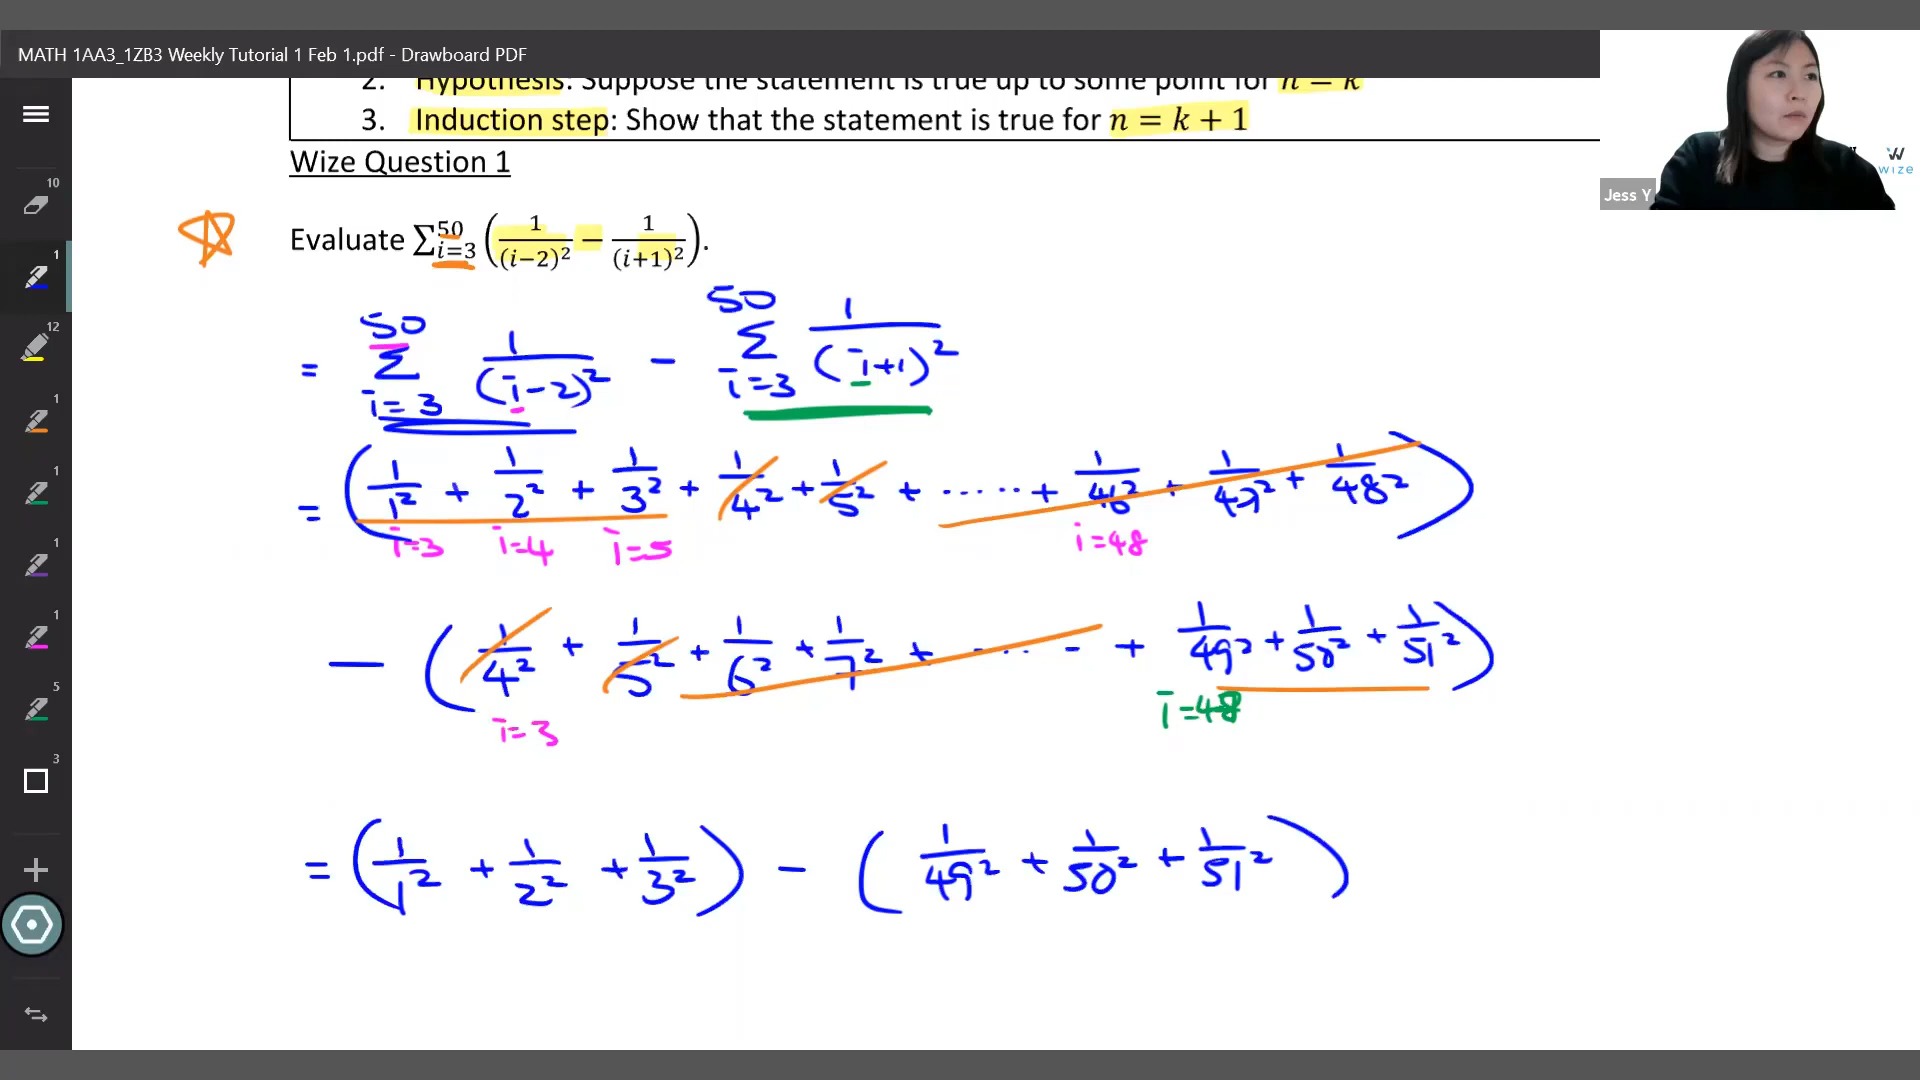 MATH 1AA3_1ZB3 Weekly Tutorial 1 Feb 1.pdf - Drawboard PDF
2. Hypothesis: Suppose the statement is true up to some point for n = k
3. Induction step: Show that the statement is true for n = k + 1
Wize Question 1
Evaluate ∑_{i=3}^{50} (1/(i−2)² − 1/(i+1)²).
= 50 ∑ i=3 1/(i-2)² - 50 ∑ i=3 1/(i+1)²
= (1/1² + 1/2² + 1/3² + 1/4² + 1/5² + ...... + 1/46² + 1/47² + 1/48²)
i=3 i=4 i=5 i=48
- (1/4² + 1/5² + 1/6² + 1/7² + ... - + 1/49² + 1/50² + 1/51²)
i=3 i=48
= (1/1² + 1/2² + 1/3²) - (1/49² + 1/50² + 1/51²)
10
1
12
1
1
1
1
5
3
Jess Y
wize